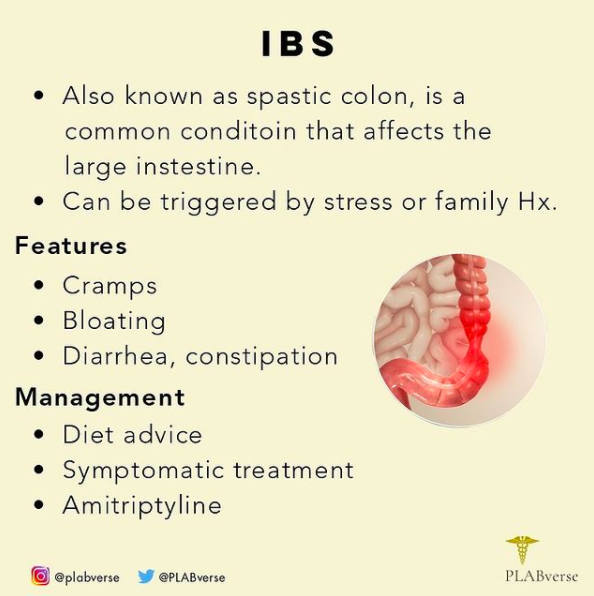 IBS
• Also known as spastic colon, is a
common conditoin that affects the
large instestine.
• Can be triggered by stress or family Hx.
Features
• Cramps
• Bloating
• Diarrhea, constipation
Management
• Diet advice
• Symptomatic treatment
• Amitriptyline
@plabverse @PLABverse
PLABverse